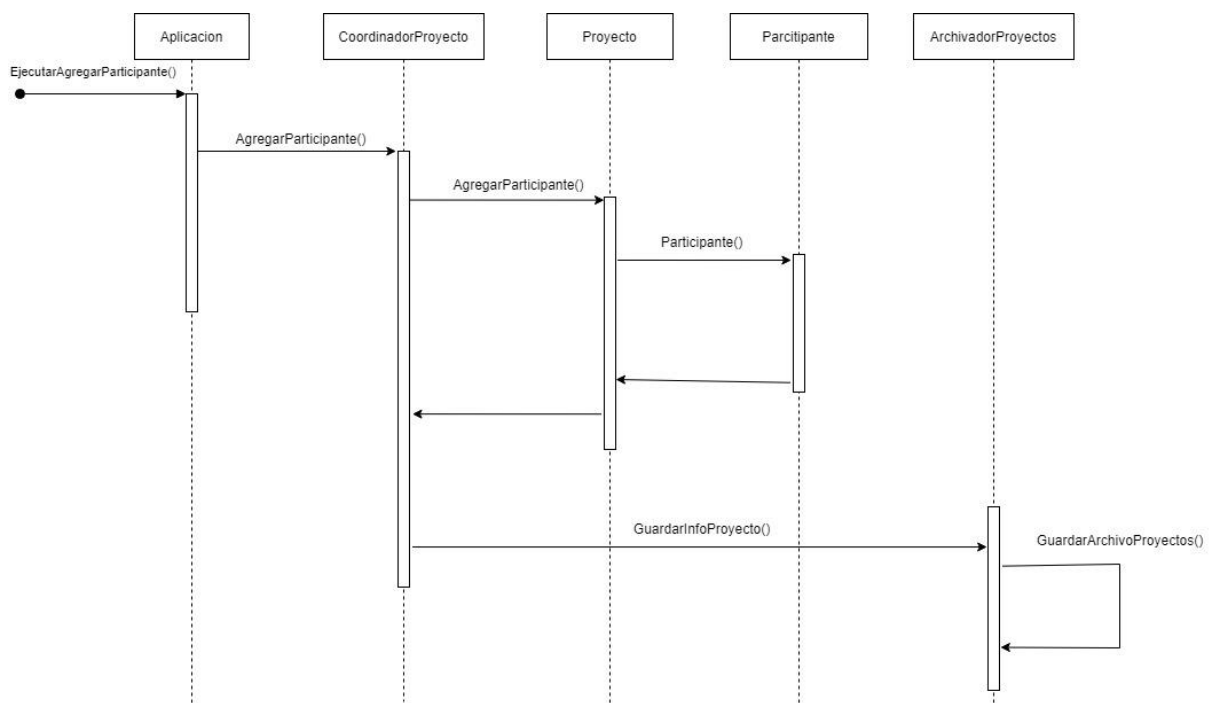 Aplicacion
CoordinadorProyecto
Proyecto
Parcitipante
ArchivadorProyectos
EjecutarAgregarParticipante()
AgregarParticipante()
AgregarParticipante()
Participante()
GuardarInfoProyecto()
GuardarArchivoProyectos()